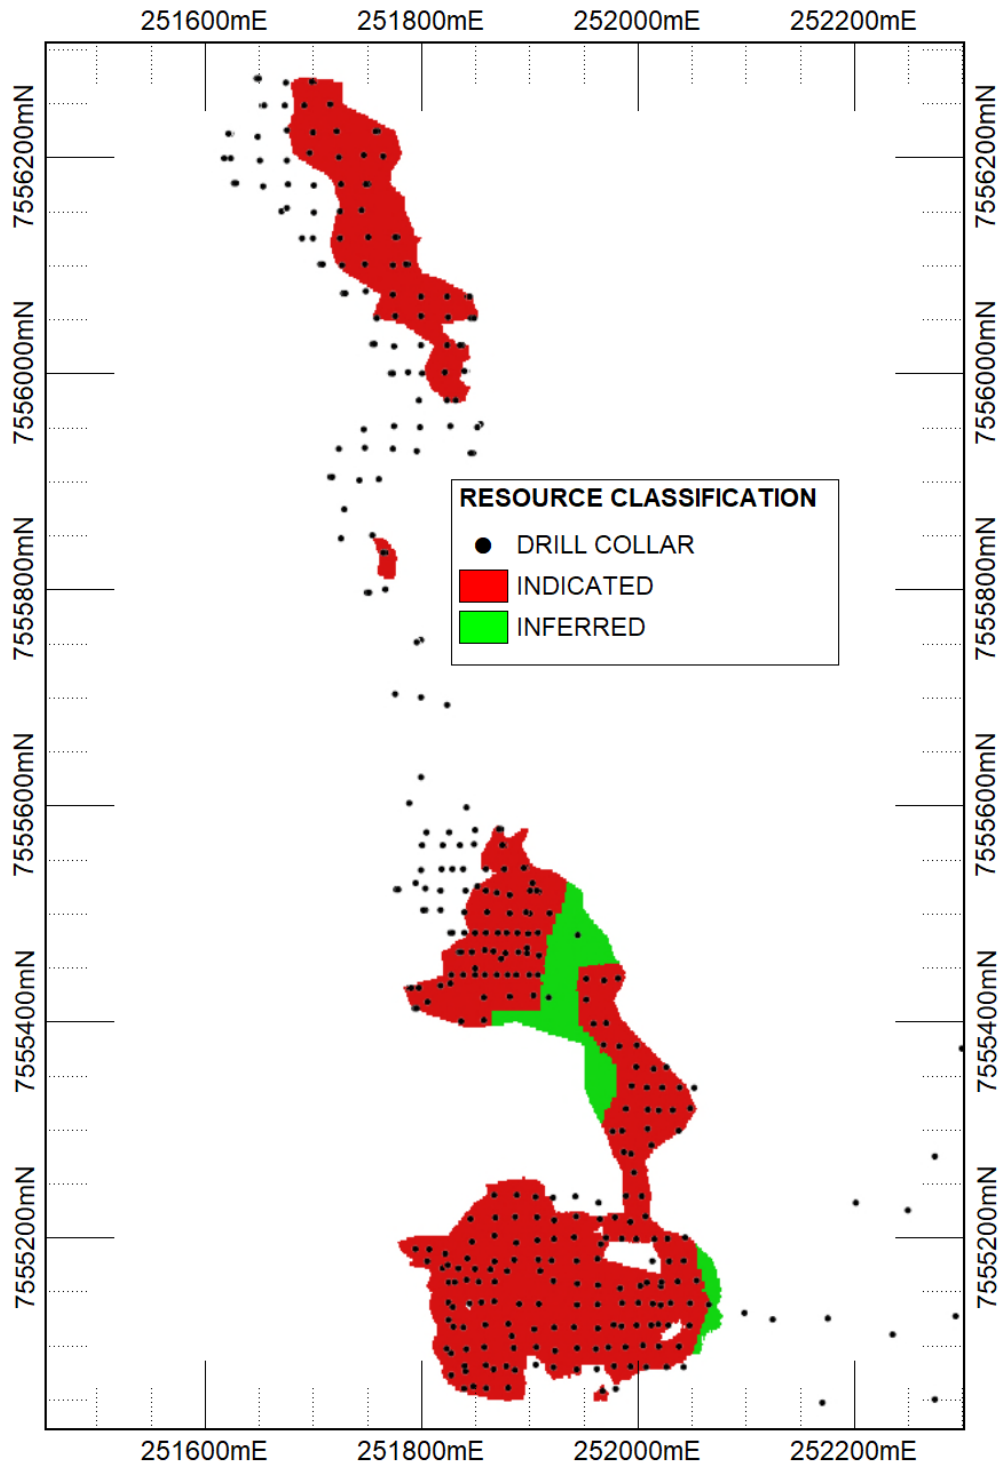 251600mE 251800mE 252000mE 252200mE
7556200mN 7556200mN
7556000mN 7556000mN
RESOURCE CLASSIFICATION
DRILL COLLAR
INDICATED
INFERRED
7555800mN 7555800mN
7555600mN 7555600mN
7555400mN 7555400mN
7555200mN 7555200mN
251600mE 251800mE 252000mE 252200mE